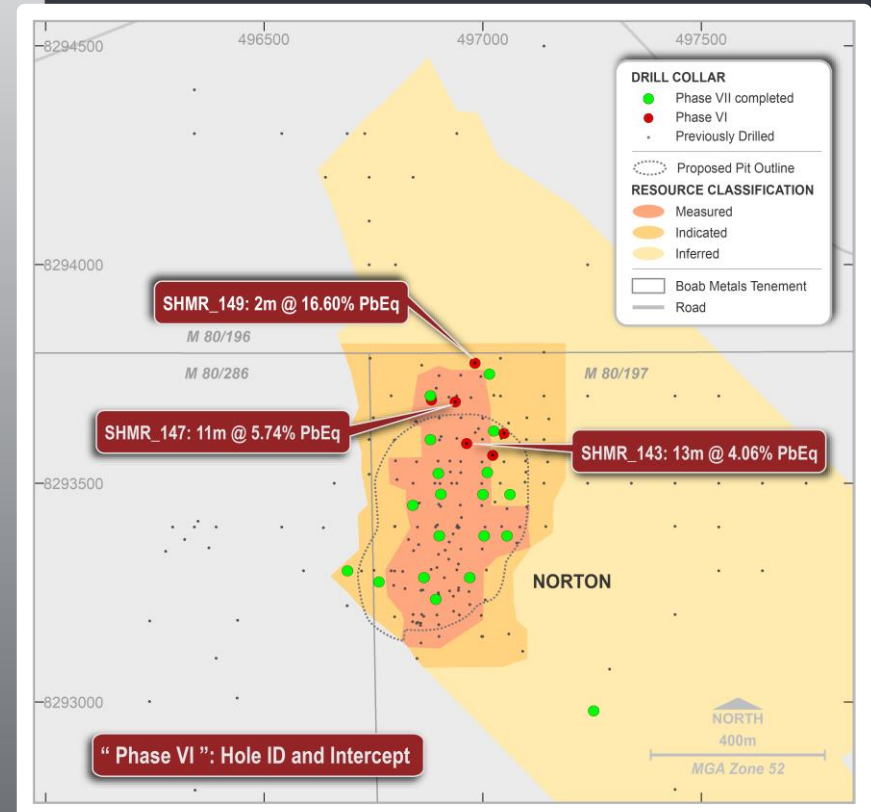 496500
497000
497500
8294500
DRILL COLLAR
Phase VII completed
Phase VI
Previously Drilled
Proposed Pit Outline
RESOURCE CLASSIFICATION
Measured
Indicated
Inferred
Boab Metals Tenement
Road
8294000
SHMR_149: 2m @ 16.60% PbEq
M 80/196
M 80/286
M 80/197
SHMR_147: 11m @ 5.74% PbEq
SHMR_143: 13m @ 4.06% PbEq
8293500
NORTON
8293000
NORTH
400m
MGA Zone 52
“ Phase VI ”: Hole ID and Intercept